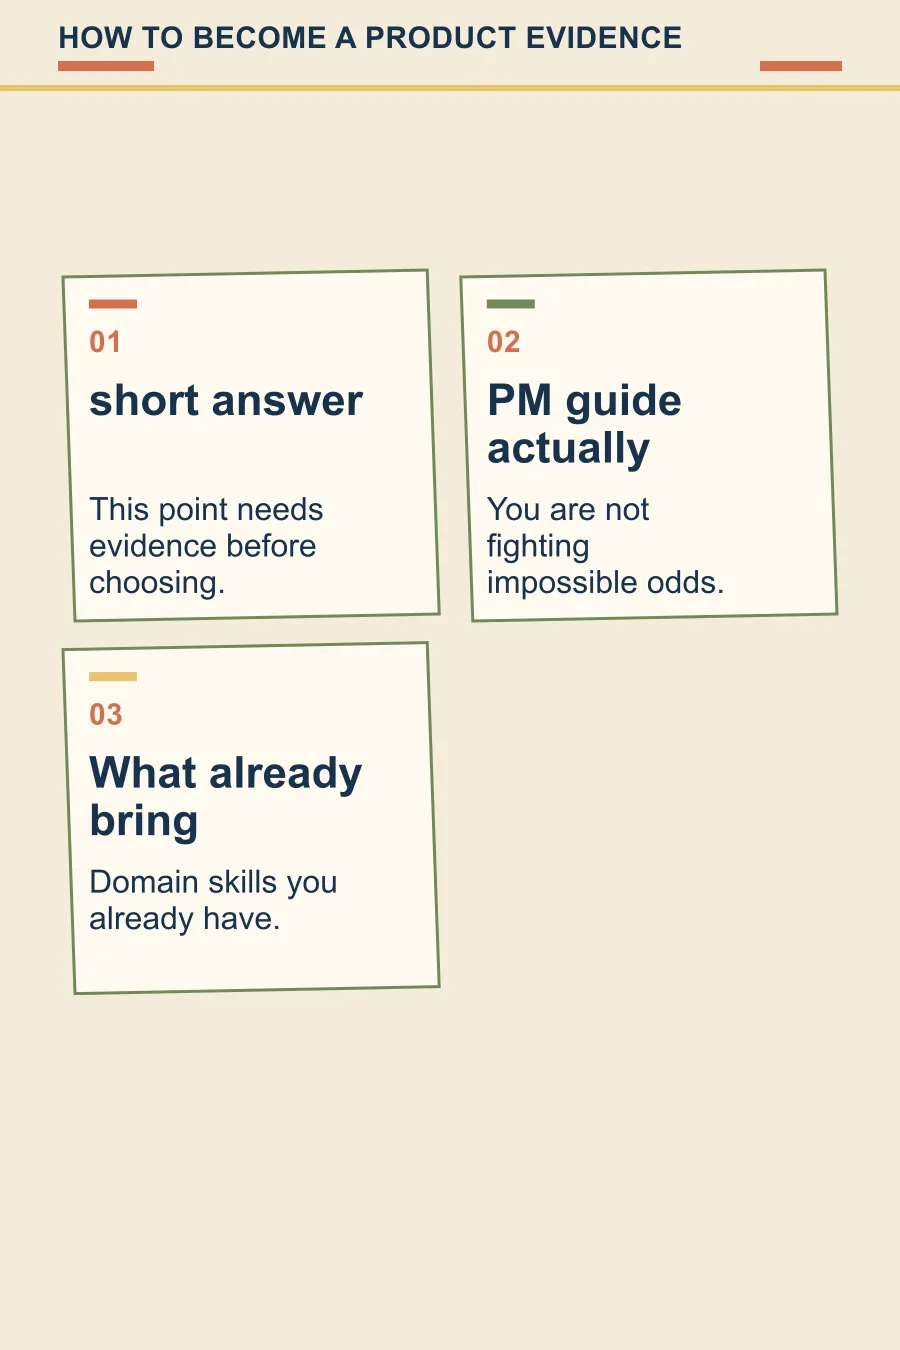 HOW TO BECOME A PRODUCT EVIDENCE
01
short answer
This point needs
evidence before
choosing.
02
PM guide
actually
You are not
fighting
impossible odds.
03
What already
bring
Domain skills you
already have.